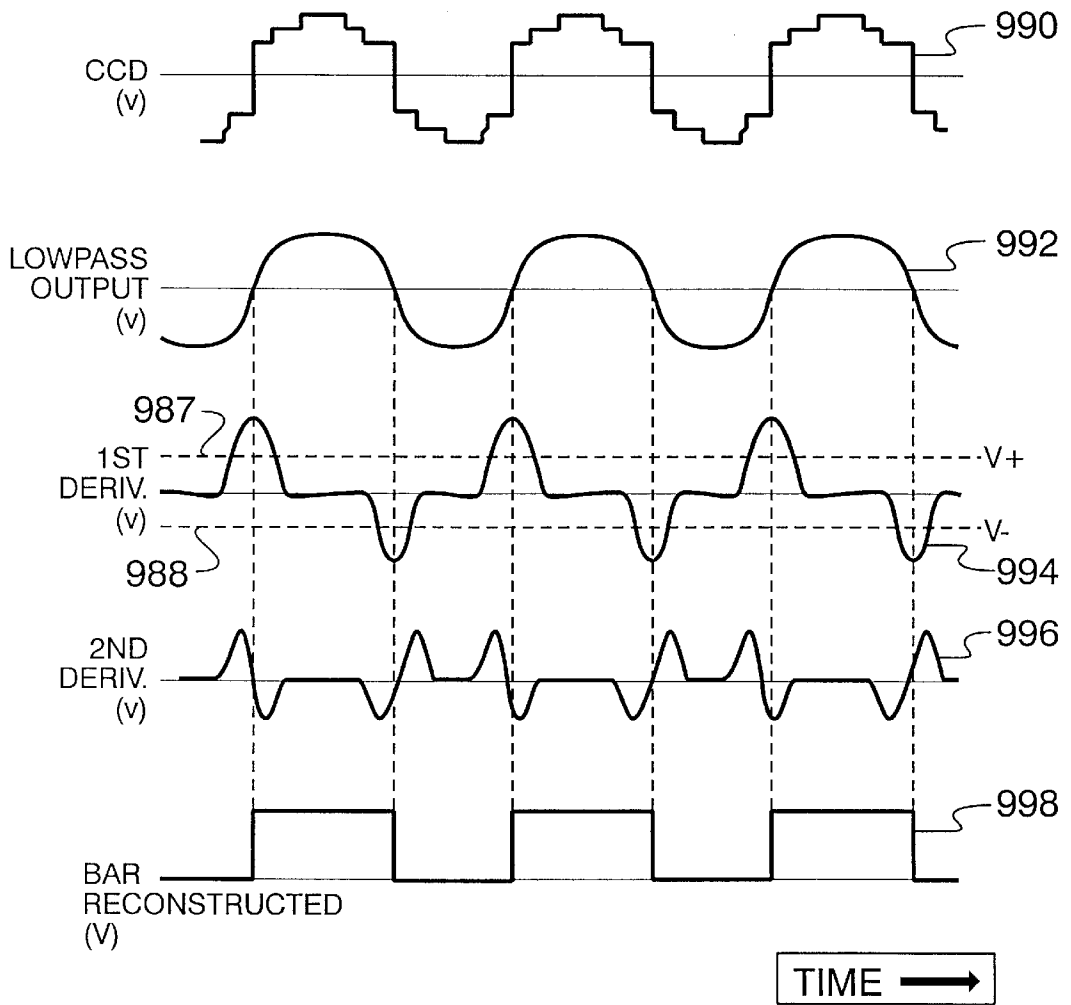 990
CCD
(v)
992
LOWPASS
OUTPUT
(v)
987
1ST
DERIV.
(v)
V+
V-
988
994
996
2ND
DERIV.
(v)
998
BAR
RECONSTRUCTED
(V)
TIME